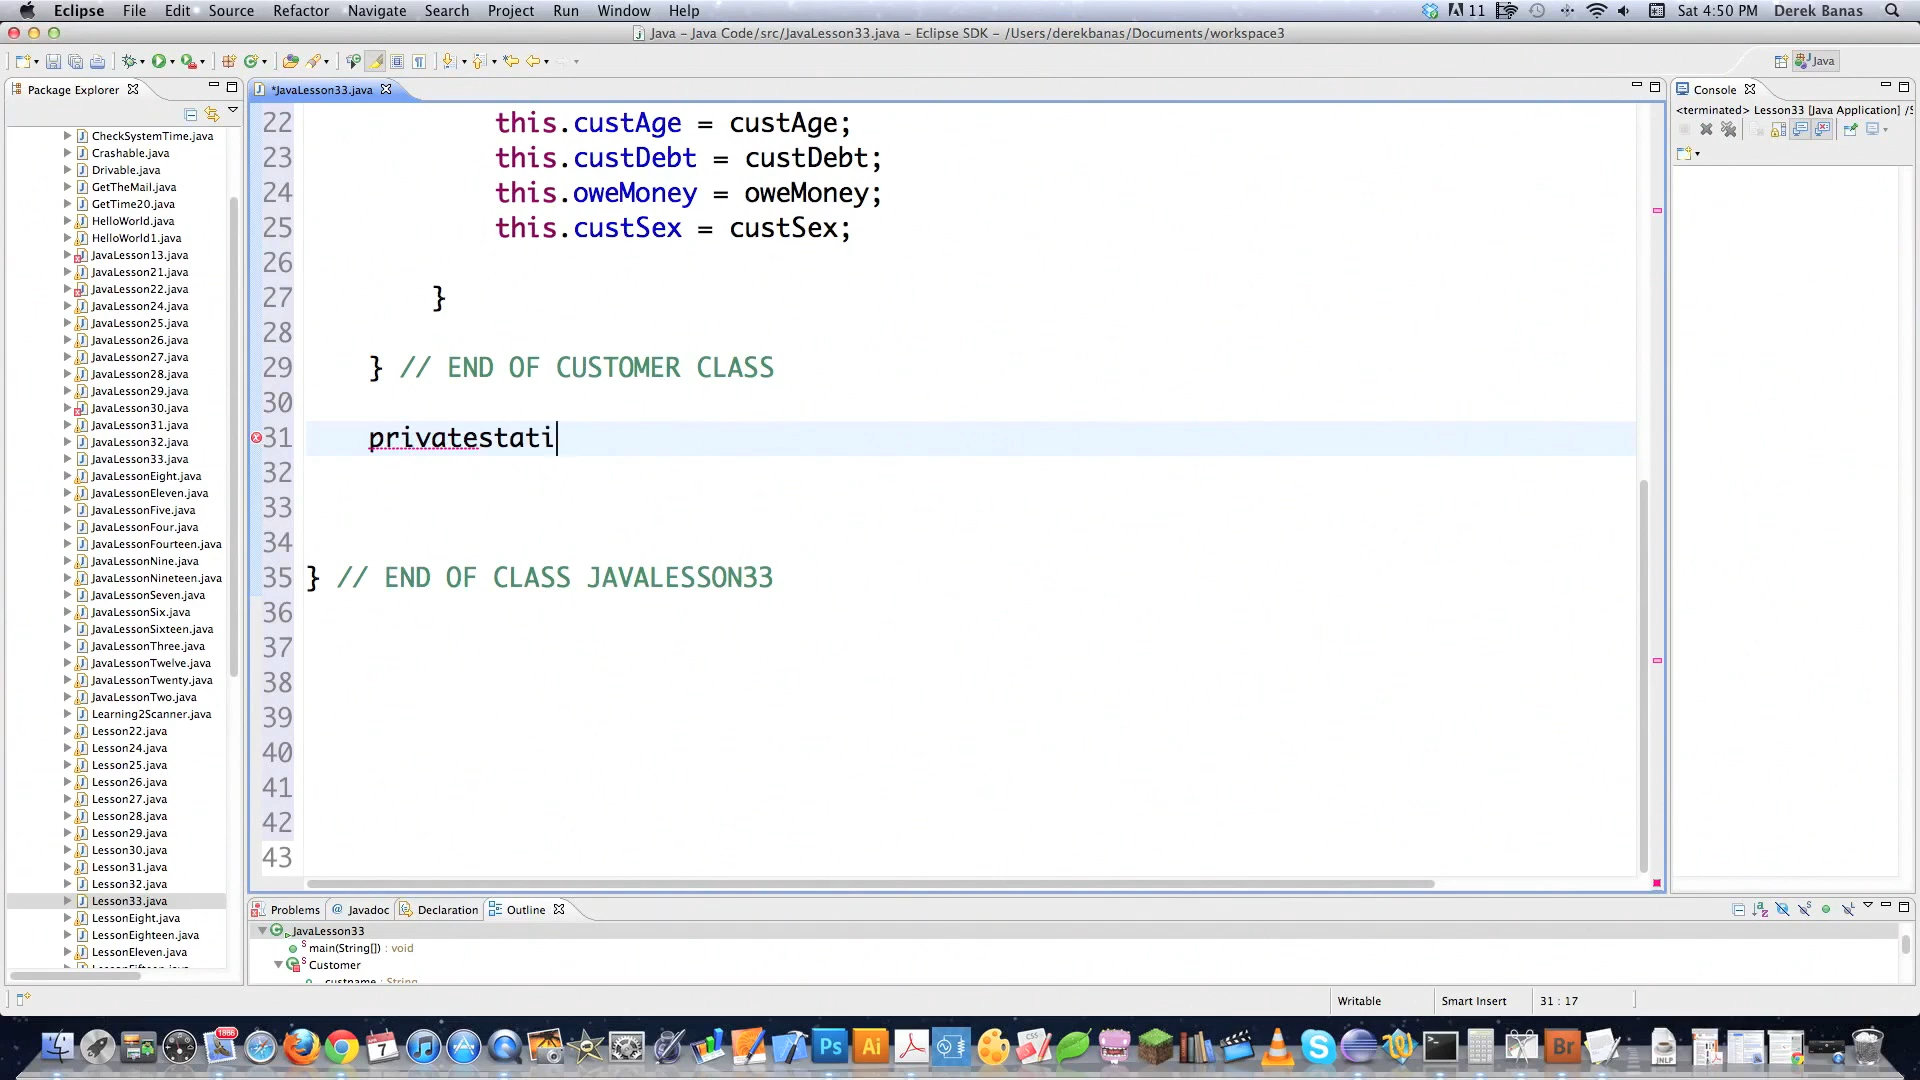 Eclipse File Edit Source Refactor Navigate Search Project Run Window Help 11 Sat 4:50 PM Derek Banas
Java – Java Code/src/JavaLesson33.java – Eclipse SDK – /Users/derekbanas/Documents/workspace3
Java
Package Explorer
*JavaLesson33.java
Console
<terminated> Lesson33 [Java Application]
CheckSystemTime.java
Crashable.java
Drivable.java
GetTheMail.java
GetTime20.java
HelloWorld.java
HelloWorld1.java
JavaLesson13.java
JavaLesson21.java
JavaLesson22.java
JavaLesson24.java
JavaLesson25.java
JavaLesson26.java
JavaLesson27.java
JavaLesson28.java
JavaLesson29.java
JavaLesson30.java
JavaLesson31.java
JavaLesson32.java
JavaLesson33.java
JavaLessonEight.java
JavaLessonEleven.java
JavaLessonFive.java
JavaLessonFour.java
JavaLessonFourteen.java
JavaLessonNine.java
JavaLessonNineteen.java
JavaLessonSeven.java
JavaLessonSix.java
JavaLessonSixteen.java
JavaLessonThree.java
JavaLessonTwelve.java
JavaLessonTwenty.java
JavaLessonTwo.java
Learning2Scanner.java
Lesson22.java
Lesson24.java
Lesson25.java
Lesson26.java
Lesson27.java
Lesson28.java
Lesson29.java
Lesson30.java
Lesson31.java
Lesson32.java
Lesson33.java
LessonEight.java
LessonEighteen.java
LessonEleven.java
22 this.custAge = custAge;
23 this.custDebt = custDebt;
24 this.oweMoney = oweMoney;
25 this.custSex = custSex;
26
27 }
28
29 } // END OF CUSTOMER CLASS
30
31 privatestati
32
33
34
35 } // END OF CLASS JAVALESSON33
36
37
38
39
40
41
42
43
Problems @ Javadoc Declaration Outline
JavaLesson33
main(String[]) : void
Customer
custname : String
Writable Smart Insert 31 : 17
1866
7
Ps Ai
Br
JNLP